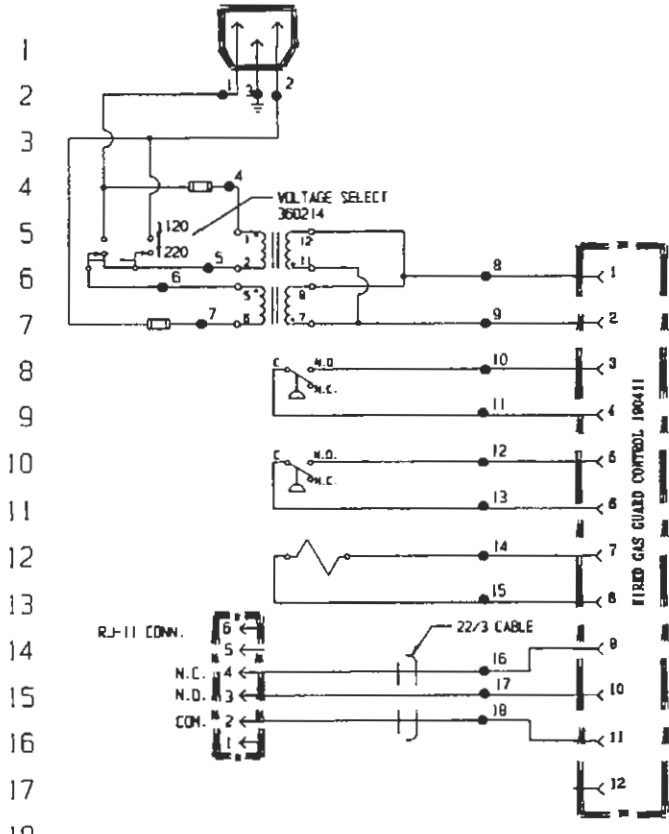 1
2
3
4
5
6
7
8
9
10
11
12
13
14
15
16
17
1 3 2
4
VOLTAGE SELECT
360214
120
220
1 12
5 2 11
6 5 8
7 6 7
8 1
9 2
C N.O. 10 3
N.C.
11 4
C N.O. 12 5
N.C.
13 6
14 7
15 8
WIRED GAS GUARD CONTROL 190411
RJ-11 CONN.
6
5
N.C. 4
N.O. 3
COM. 2
1
22/3 CABLE
16 9
17 10
18 11
12